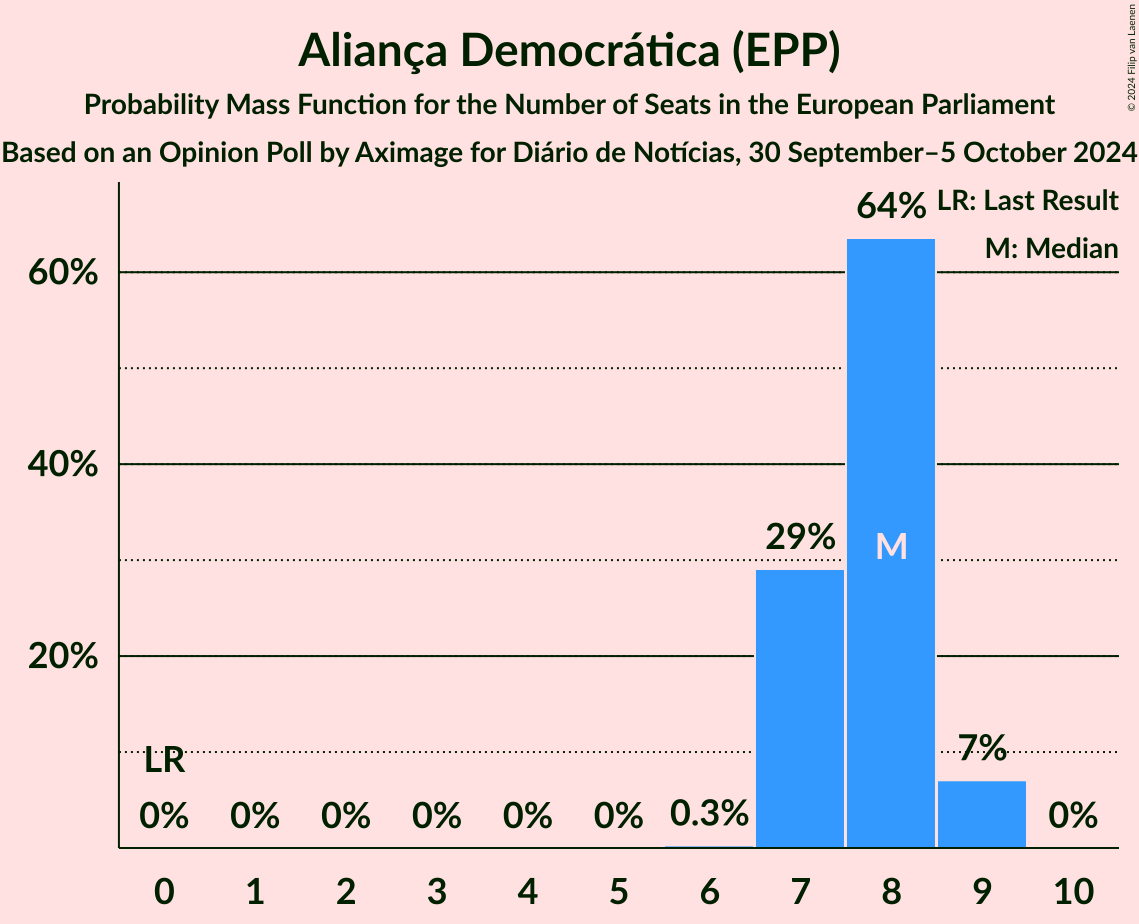 Aliança Democrática (EPP)
Probability Mass Function for the Number of Seats in the European Parliament
Based on an Opinion Poll by Aximage for Diário de Notícias, 30 September–5 October 2024
© 2024 Filip van Laenen
LR: Last Result
M: Median
60%
40%
20%
64%
29%
M
7%
LR
0% 0% 0% 0% 0% 0% 0.3% 0%
0 1 2 3 4 5 6 7 8 9 10